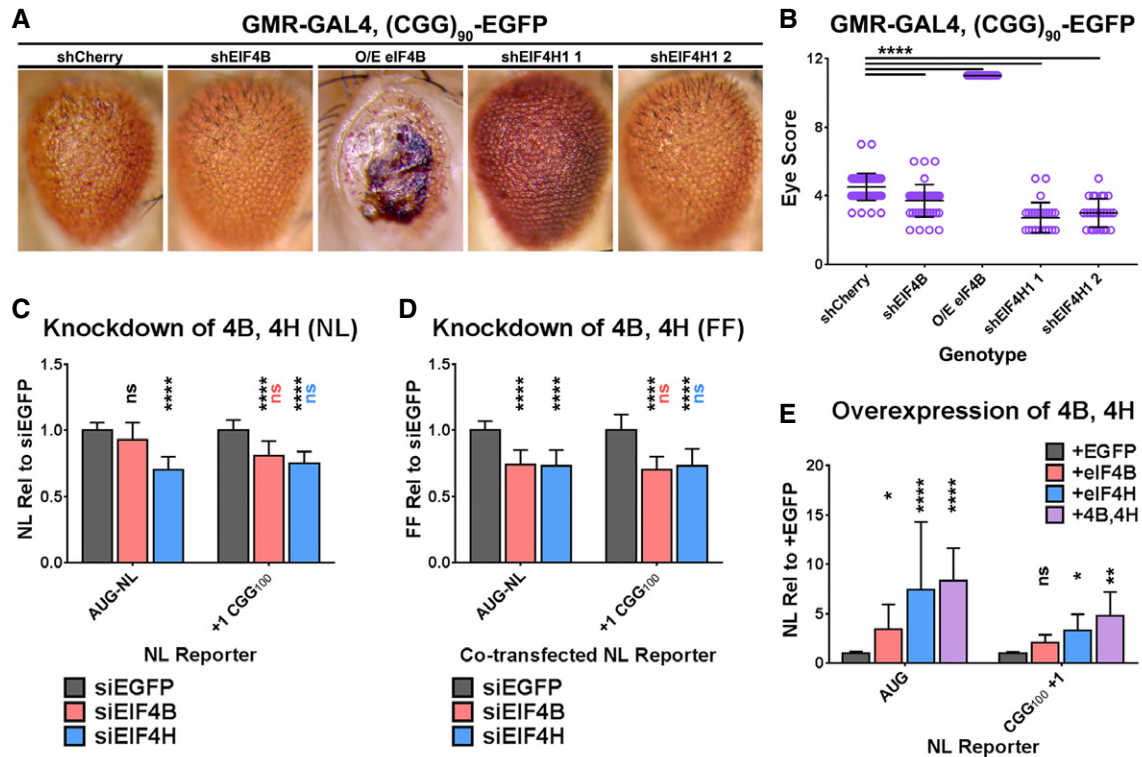 A
GMR-GAL4, (CGG)90-EGFP
shCherry shEIF4B O/E eIF4B shEIF4H1 1 shEIF4H1 2
B
GMR-GAL4, (CGG)90-EGFP
****
12
8
4
0
Eye Score
shCherry
shEIF4B
O/E eIF4B
shEIF4H1 1
shEIF4H1 2
Genotype
C
Knockdown of 4B, 4H (NL)
1.5
1.0
0.5
0.0
NL Rel to siEGFP
ns
****
****
ns
****
ns
AUG-NL
+1 CGG100
NL Reporter
siEGFP
siEIF4B
siEIF4H
D
Knockdown of 4B, 4H (FF)
1.5
1.0
0.5
0.0
FF Rel to siEGFP
****
****
****
ns
****
ns
AUG-NL
+1 CGG100
Co-transfected NL Reporter
siEGFP
siEIF4B
siEIF4H
E
Overexpression of 4B, 4H
+EGFP
+eIF4B
+eIF4H
+4B,4H
20
15
10
5
0
NL Rel to +EGFP
*
****
****
ns
*
**
AUG
CGG100 +1
NL Reporter